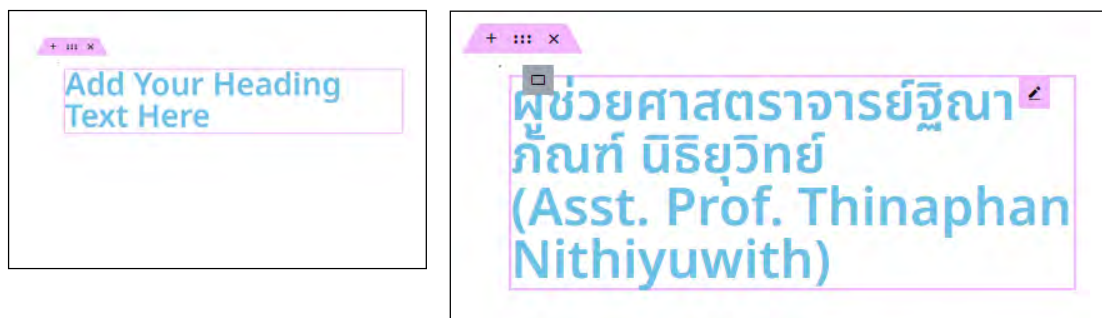 Add Your Heading
Text Here
ผู้ช่วยศาสตราจารย์ฐิณา
ภัณฑ์ นิธิยุวิทย์
(Asst. Prof. Thinaphan
Nithiyuwith)